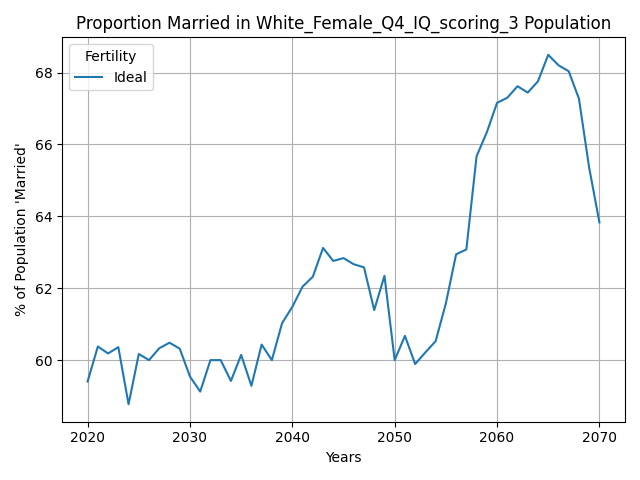 Proportion Married in White_Female_Q4_IQ_scoring_3 Population
Fertility
Ideal
% of Population 'Married'
68
66
64
62
60
2020 2030 2040 2050 2060 2070
Years